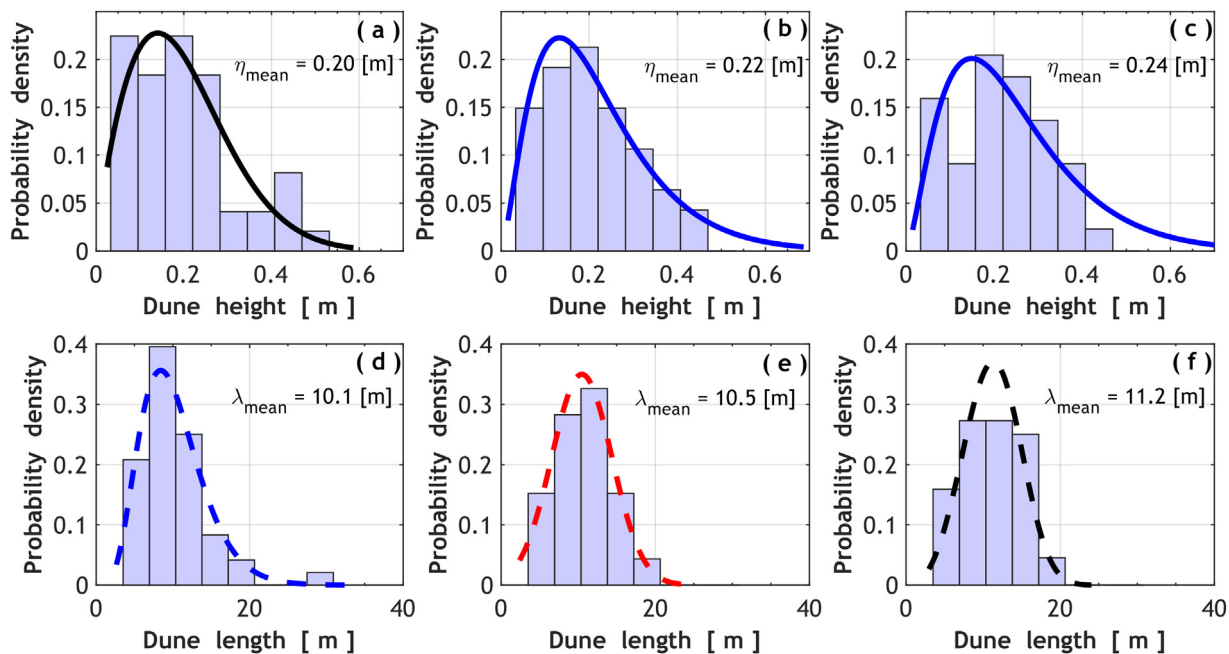 ( a )
η mean = 0.20 [m]
Probability density
0.2
0.15
0.1
0.05
0
0
0.2
0.4
0.6
Dune height [ m ]
( b )
η mean = 0.22 [m]
Probability density
0.2
0.15
0.1
0.05
0
0
0.2
0.4
0.6
Dune height [ m ]
( c )
η mean = 0.24 [m]
Probability density
0.2
0.15
0.1
0.05
0
0
0.2
0.4
0.6
Dune height [ m ]
( d )
λ mean = 10.1 [m]
Probability density
0.4
0.3
0.2
0.1
0
0
20
40
Dune length [ m ]
( e )
λ mean = 10.5 [m]
Probability density
0.4
0.3
0.2
0.1
0
0
20
40
Dune length [ m ]
( f )
λ mean = 11.2 [m]
Probability density
0.4
0.3
0.2
0.1
0
0
20
40
Dune length [ m ]